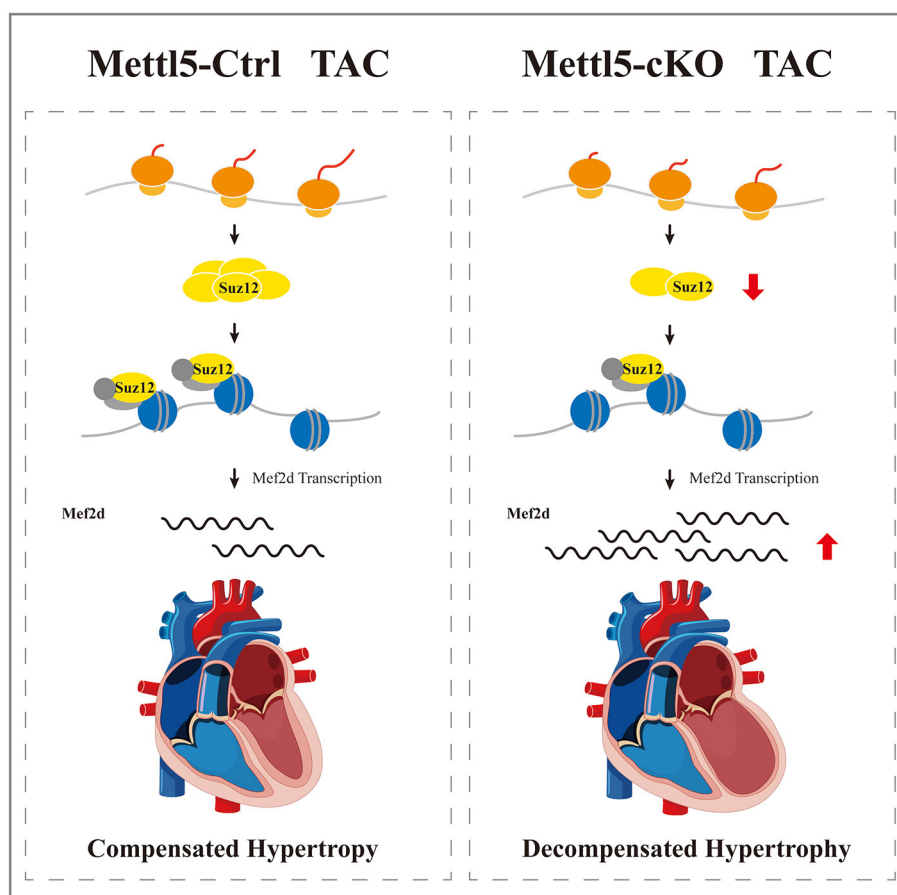 Mettl5-Ctrl TAC
Suz12
Suz12
Suz12
Mef2d Transcription
Mef2d
Compensated Hypertropy
Mettl5-cKO TAC
Suz12
Suz12
Mef2d Transcription
Mef2d
Decompensated Hypertrophy